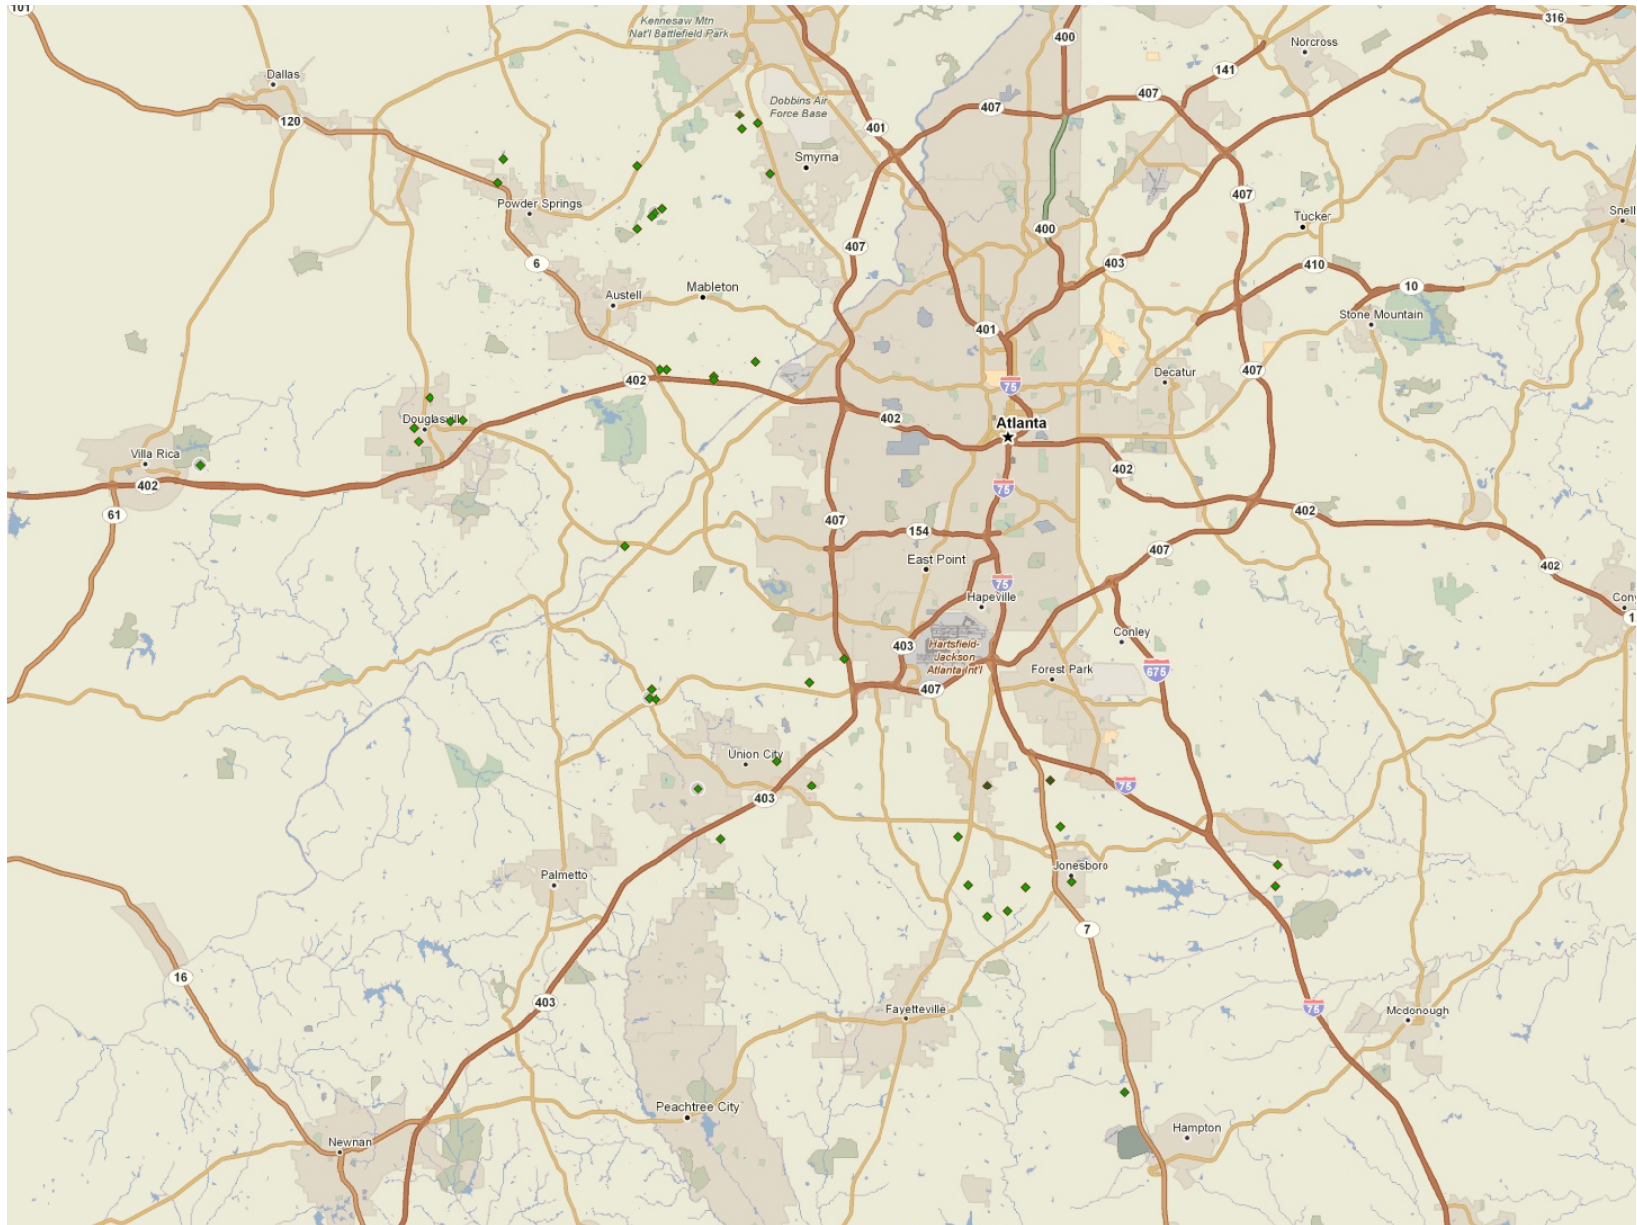 101
Kennesaw Mtn
Nat'l Battlefield Park
400
316
Norcross
141
Dallas
407
407
Dobbins Air
Force Base
120
401
Smyrna
407
Powder Springs
Tucker
Snell
400
407
403
6
410
10
Austell
Mableton
Stone Mountain
401
407
402
75
Decatur
Douglasvill
402
Atlanta
Villa Rica
402
402
75
61
407
402
154
407
East Point
402
75
Hapeville
Cony
1
Conley
403
Hartsfield-
Jackson
Atlanta Int'l
Forest Park
675
407
Union City
75
403
Jonesboro
Palmetto
7
16
403
Fayetteville
75
Mcdonough
Peachtree City
Hampton
Newnan